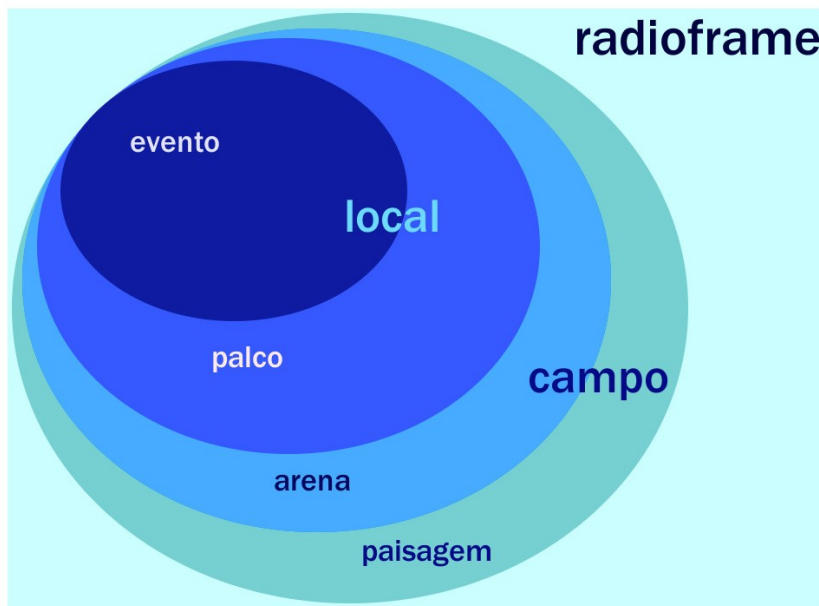 radioframe
evento
local
palco
campo
arena
paisagem